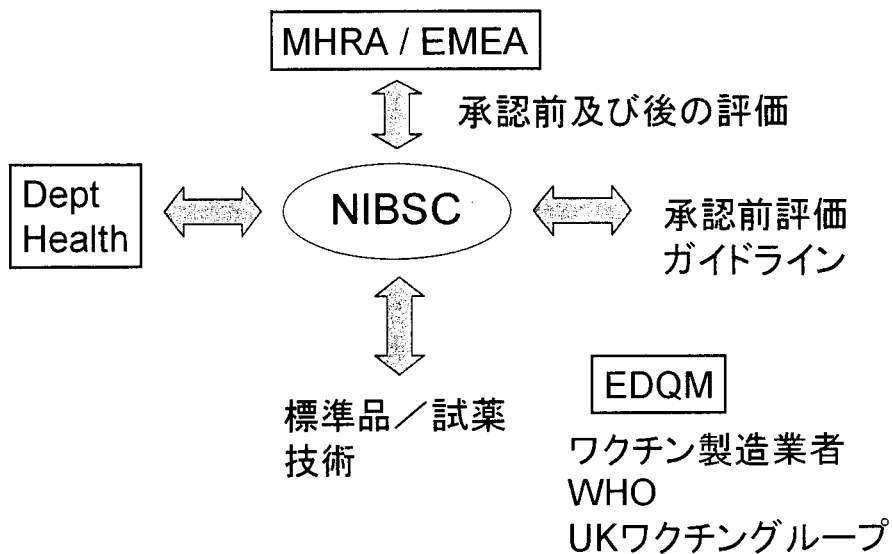 MHRA / EMEA
承認前及び後の評価
Dept
Health
NIBSC
承認前評価
ガイドライン
標準品／試薬
技術
EDQM
ワクチン製造業者
WHO
UKワクチングループ